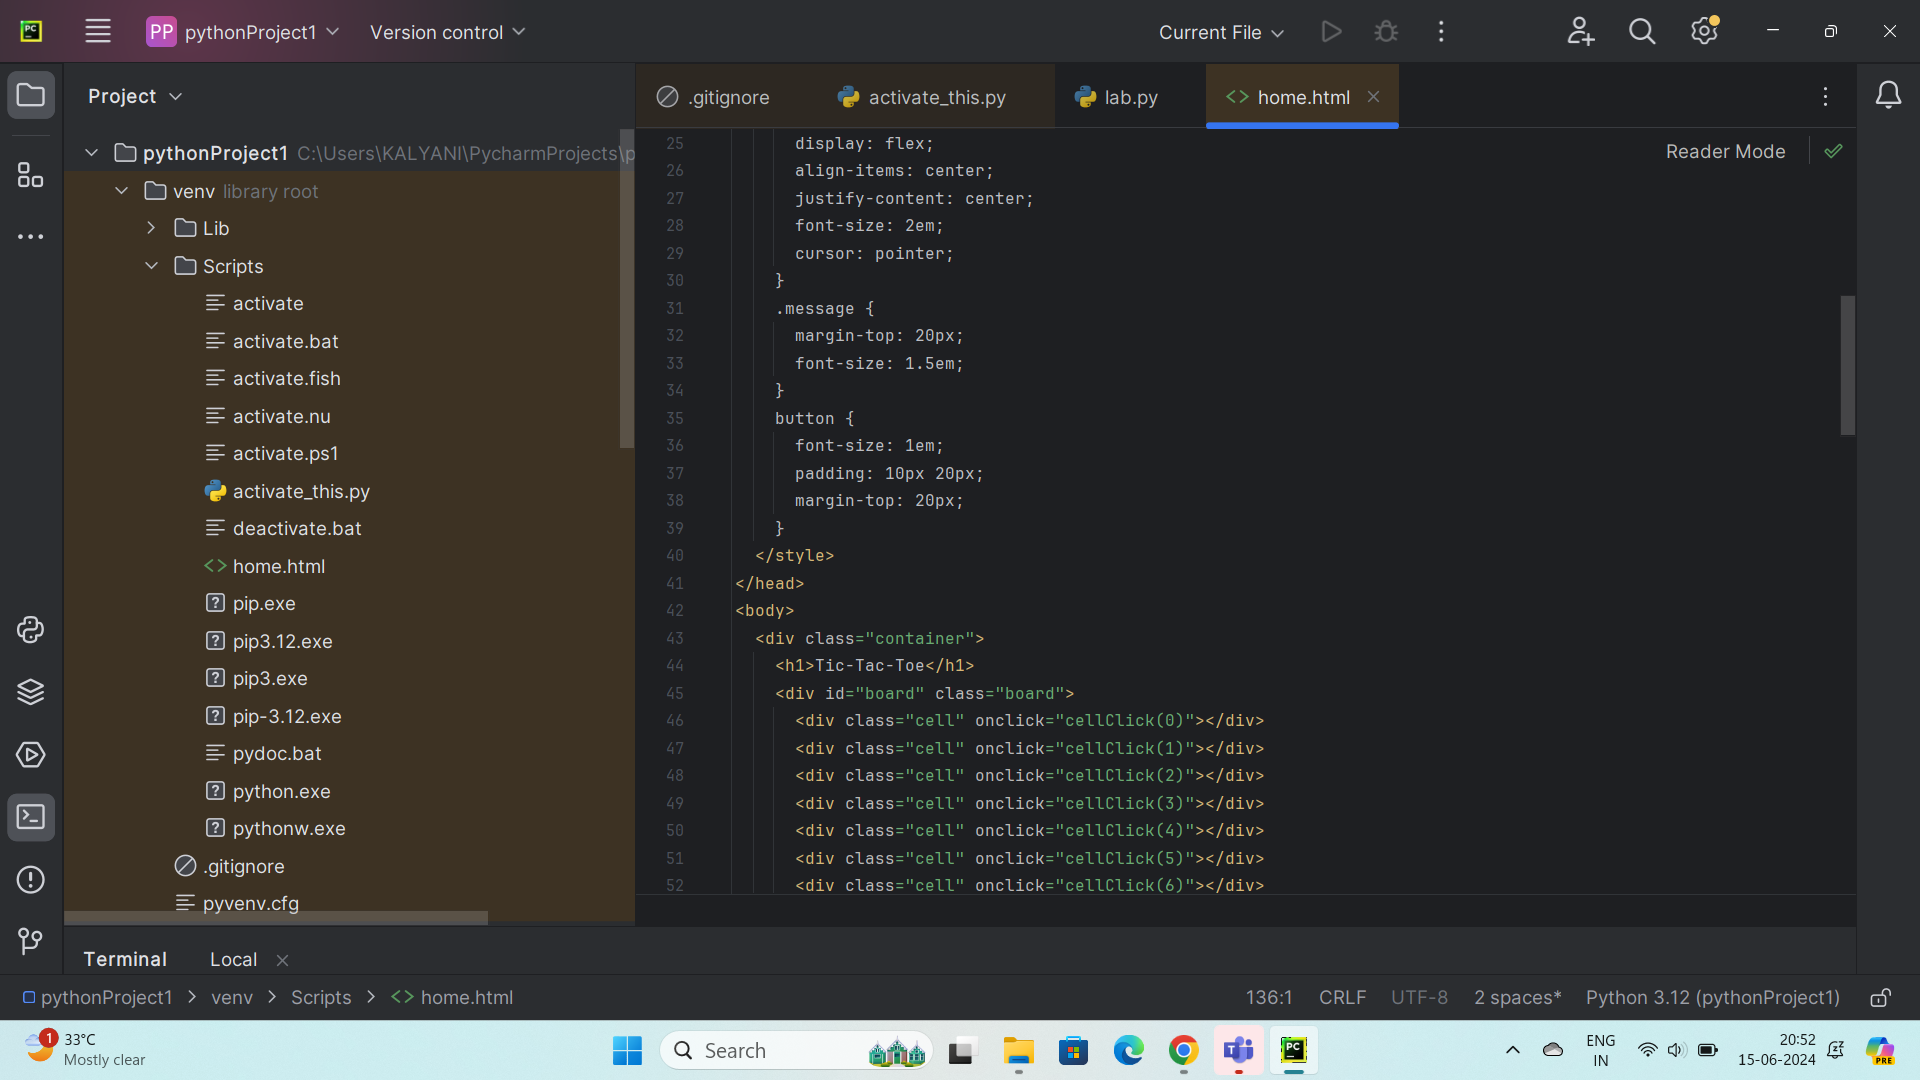 PC
PP pythonProject1
Version control
Current File
Project
.gitignore
activate_this.py
lab.py
<> home.html
Reader Mode
pythonProject1 C:\Users\KALYANI\PycharmProjects\p
venv library root
Lib
Scripts
activate
activate.bat
activate.fish
activate.nu
activate.ps1
activate_this.py
deactivate.bat
<> home.html
pip.exe
pip3.12.exe
pip3.exe
pip-3.12.exe
pydoc.bat
python.exe
pythonw.exe
.gitignore
pyvenv.cfg
25 display: flex;
26 align-items: center;
27 justify-content: center;
28 font-size: 2em;
29 cursor: pointer;
30 }
31 .message {
32 margin-top: 20px;
33 font-size: 1.5em;
34 }
35 button {
36 font-size: 1em;
37 padding: 10px 20px;
38 margin-top: 20px;
39 }
40 </style>
41 </head>
42 <body>
43 <div class="container">
44 <h1>Tic-Tac-Toe</h1>
45 <div id="board" class="board">
46 <div class="cell" onclick="cellClick(0)"></div>
47 <div class="cell" onclick="cellClick(1)"></div>
48 <div class="cell" onclick="cellClick(2)"></div>
49 <div class="cell" onclick="cellClick(3)"></div>
50 <div class="cell" onclick="cellClick(4)"></div>
51 <div class="cell" onclick="cellClick(5)"></div>
52 <div class="cell" onclick="cellClick(6)"></div>
Terminal Local
pythonProject1 > venv > Scripts > <> home.html
136:1 CRLF UTF-8 2 spaces* Python 3.12 (pythonProject1)
1
33°C
Mostly clear
Search
PC
ENG
IN
20:52
15-06-2024
PRE